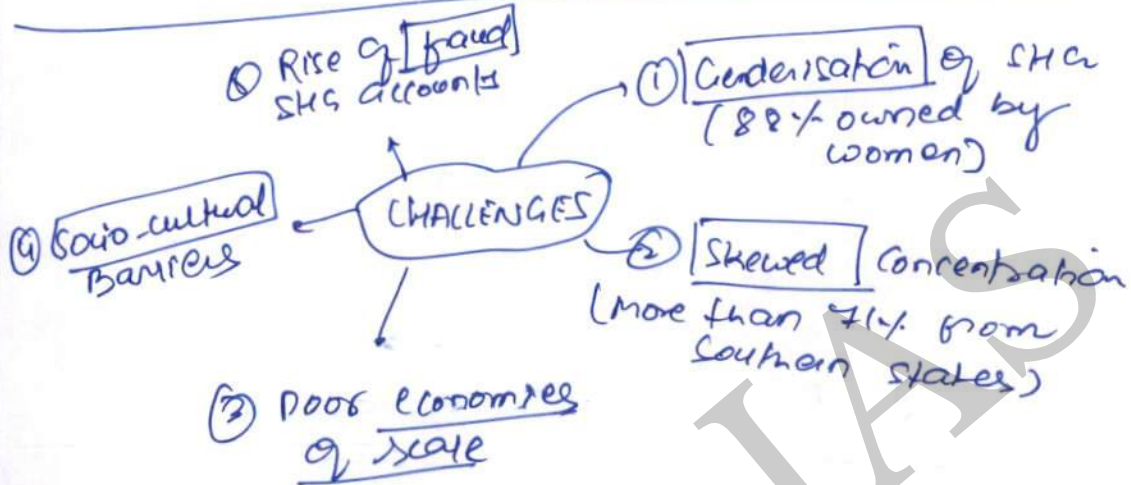 ⑤ Rise of fraud
SHG accounts
① Genderisation of SHG
(88% owned by
women)
CHALLENGES
④ Socio-cultural
Barriers
② Skewed Concentration
(More than 71% from
Southern states)
③ Poor economies
of scale
IAS